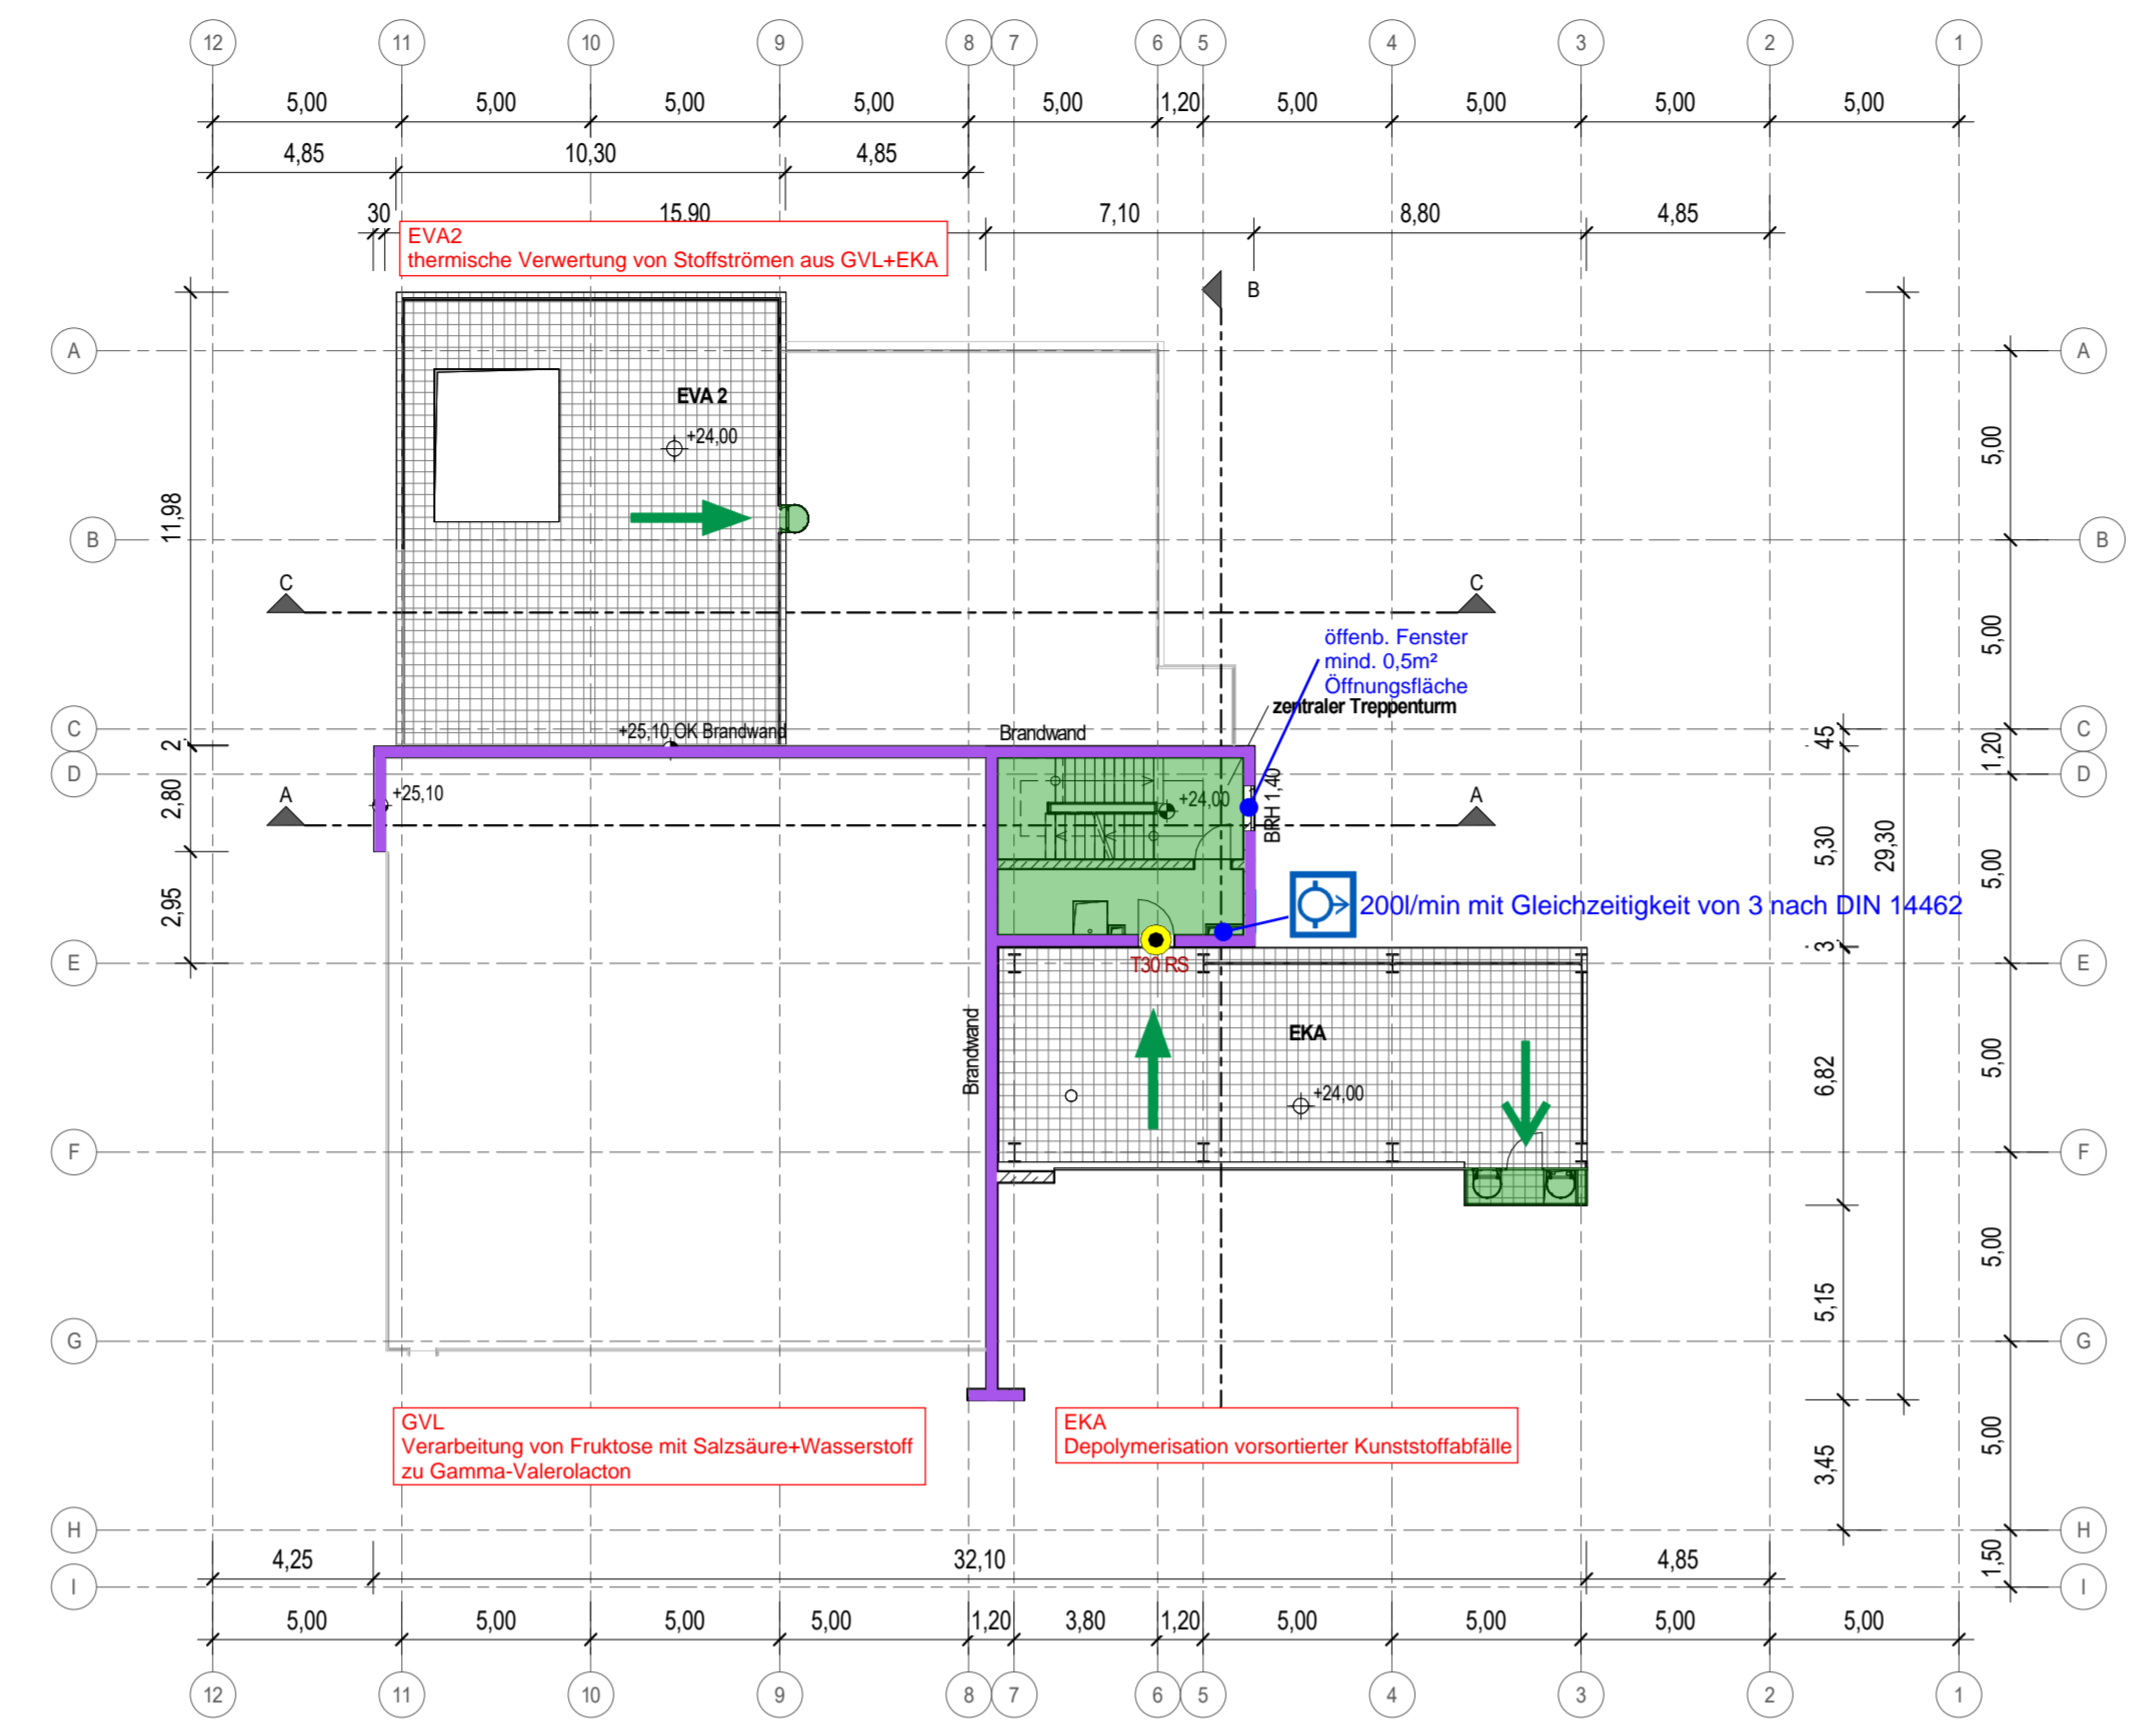 12 11 10 9 8 7 6 5 4 3 2 1
5,00 5,00 5,00 5,00 5,00 1,20 5,00 5,00 5,00 5,00
4,85 10,30 4,85
30 15,90 7,10 8,80 4,85
EVA2
thermische Verwertung von Stoffströmen aus GVL+EKA
B
A A
EVA 2
+24,00
5,00
11,98
B B
C C
öffenb. Fenster
mind. 0,5m²
Öffnungsfläche
5,00
zentraler Treppenturm
C C
+25,10 OK Brandwand
Brandwand
2
45
1,20
D D
+25,10
+24,00
BRH 1,40
A A
2,80
5,30
29,30
5,00
2,95
200l/min mit Gleichzeitigkeit von 3 nach DIN 14462
3
E E
T30 RS
Brandwand
EKA
+24,00
6,82
5,00
F F
5,15
5,00
G G
GVL
Verarbeitung von Fruktose mit Salzsäure+Wasserstoff
zu Gamma-Valerolacton
EKA
Depolymerisation vorsortierter Kunststoffabfälle
3,45
5,00
H H
4,25 32,10 4,85
1,50
I I
5,00 5,00 5,00 5,00 1,20 3,80 1,20 5,00 5,00 5,00 5,00
12 11 10 9 8 7 6 5 4 3 2 1